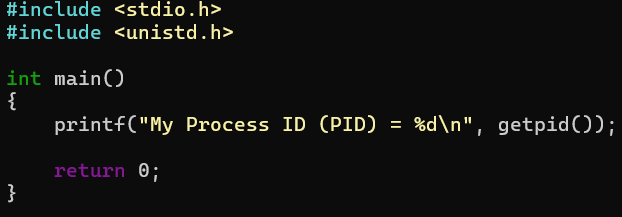 #include <stdio.h>
#include <unistd.h>
int main()
{
    printf("My Process ID (PID) = %d\n", getpid());
    return 0;
}